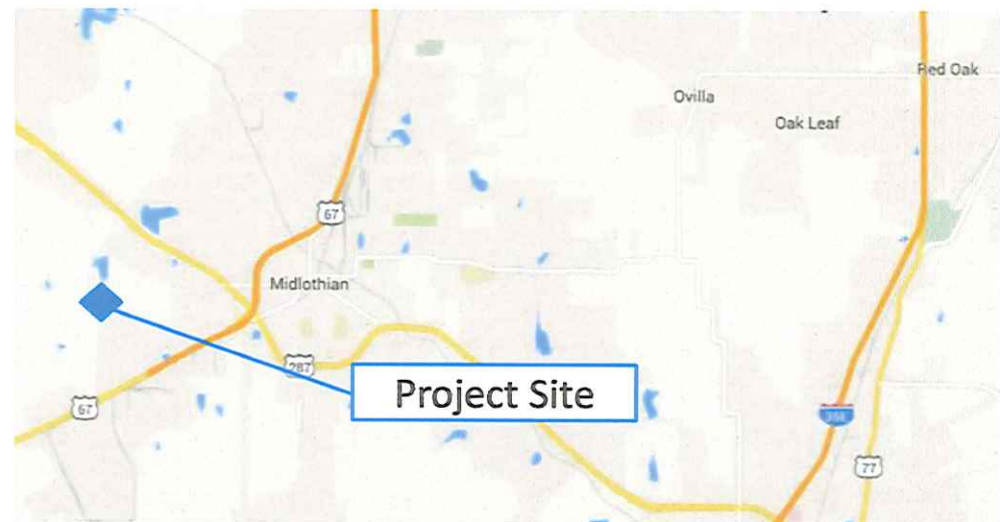 Red Oak
Ovilla
Oak Leaf
67
Midlothian
287
Project Site
67
35E
77